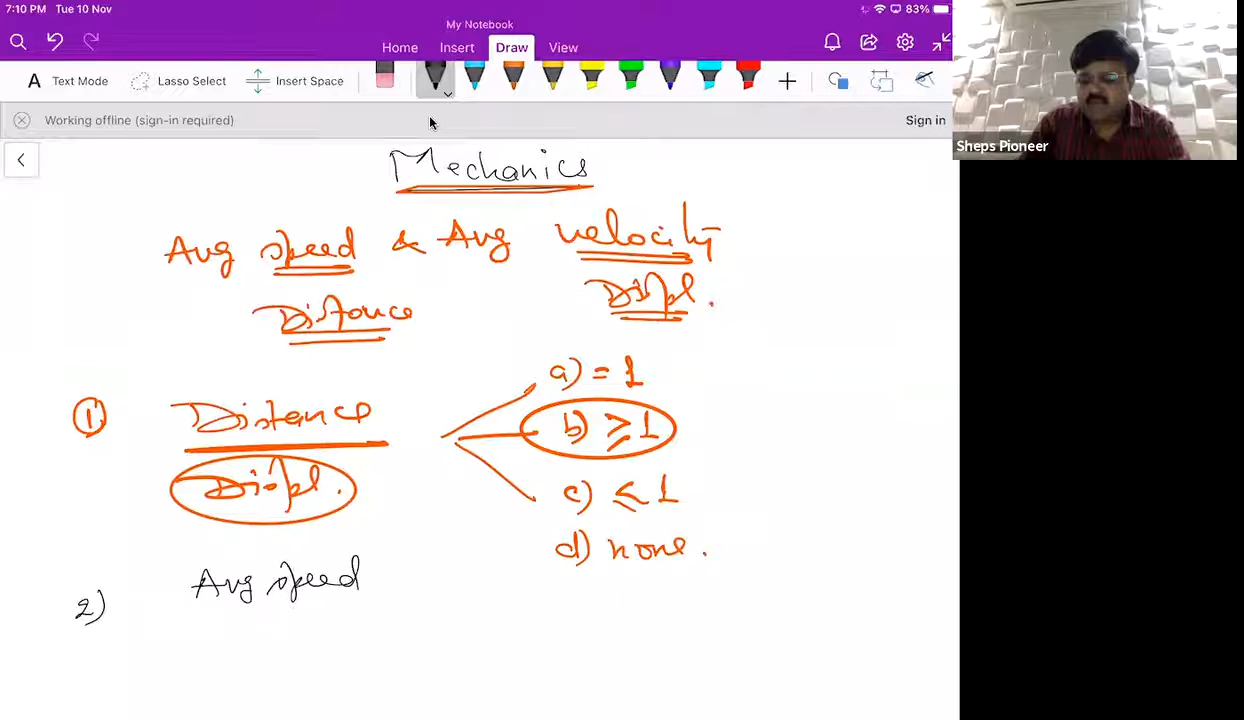 7:10 PM Tue 10 Nov
83%
My Notebook
Home Insert Draw View
A Text Mode Lasso Select Insert Space
Working offline (sign-in required) Sign in
Sheps Pioneer
Mechanics
Avg speed & Avg velocity
Distance Displ.
a) = 1
① Distance b) ⩾ 1
Displ. c) ⩽ 1
d) none.
Avg speed
2)